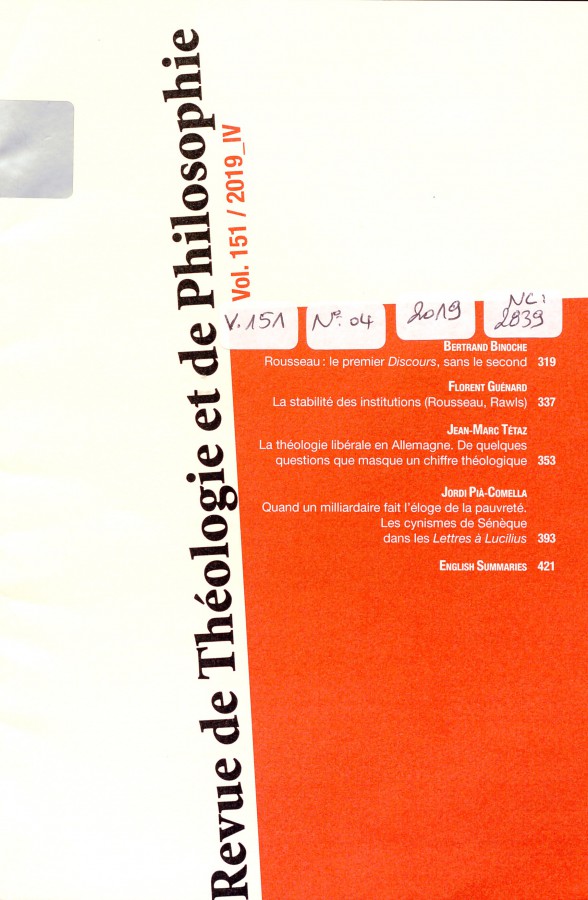 Revue de Théologie et de Philosophie
Vol. 151 / 2019_IV
V.151
Nº. 04
2019
NC:
2839
BERTRAND BINOCHE
Rousseau : le premier Discours, sans le second 319
FLORENT GUÉNARD
La stabilité des institutions (Rousseau, Rawls) 337
JEAN-MARC TÉTAZ
La théologie libérale en Allemagne. De quelques
questions que masque un chiffre théologique 353
JORDI PIÀ-COMELLA
Quand un milliardaire fait l'éloge de la pauvreté.
Les cynismes de Sénèque
dans les Lettres à Lucilius 393
ENGLISH SUMMARIES 421